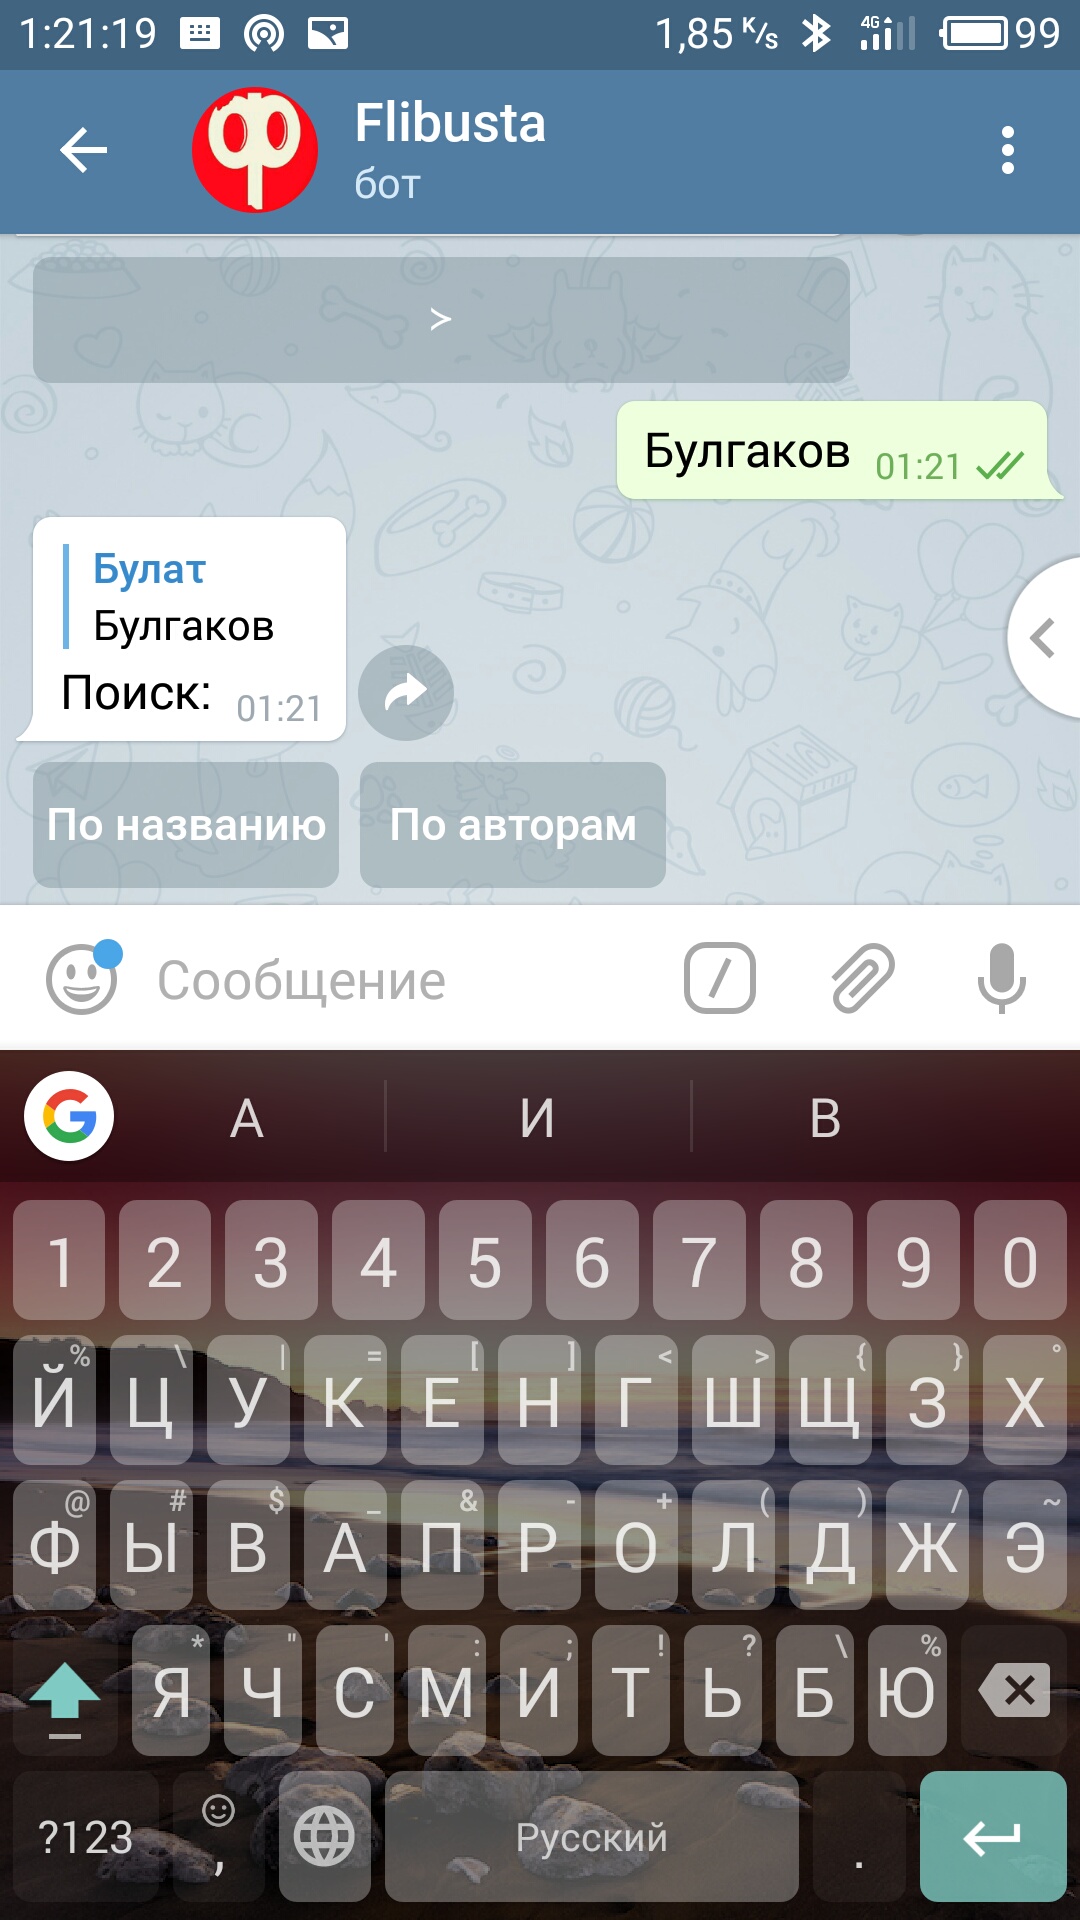 1:21:19 1,85 K/s 4G 99
Flibusta
бот
>
Булгаков 01:21
Булат
Булгаков
Поиск: 01:21
По названию По авторам
Сообщение
А И В
1 2 3 4 5 6 7 8 9 0
% \ | = [ ] < > { } °
Й Ц У К Е Н Г Ш Щ З Х
@ # $ _ & - + ( ) / ~
Ф Ы В А П Р О Л Д Ж Э
* " ' : ; ! ? \ %
Я Ч С М И Т Ь Б Ю
?123 , Русский .